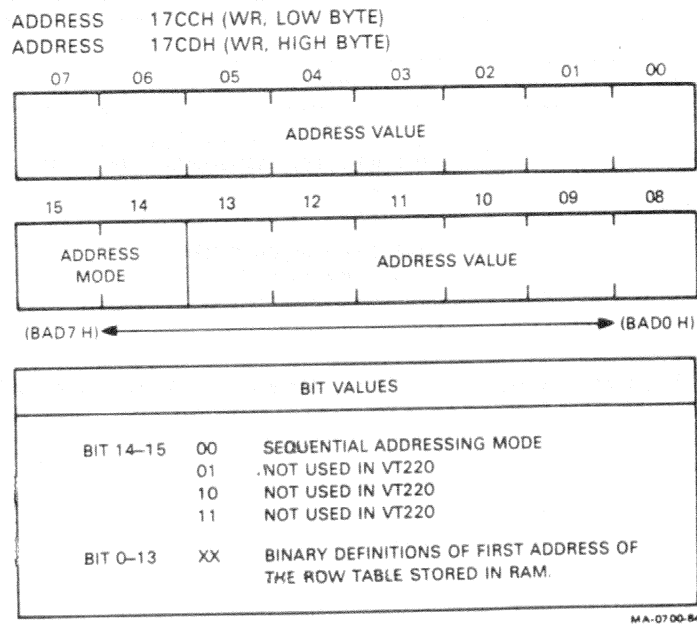 ADDRESS 17CCH (WR, LOW BYTE)
ADDRESS 17CDH (WR, HIGH BYTE)
07 06 05 04 03 02 01 00
ADDRESS VALUE
15 14 13 12 11 10 09 08
ADDRESS MODE
ADDRESS VALUE
(BAD7 H) (BAD0 H)
BIT VALUES
BIT 14–15 00 SEQUENTIAL ADDRESSING MODE
01 NOT USED IN VT220
10 NOT USED IN VT220
11 NOT USED IN VT220
BIT 0–13 XX BINARY DEFINITIONS OF FIRST ADDRESS OF
THE ROW TABLE STORED IN RAM.